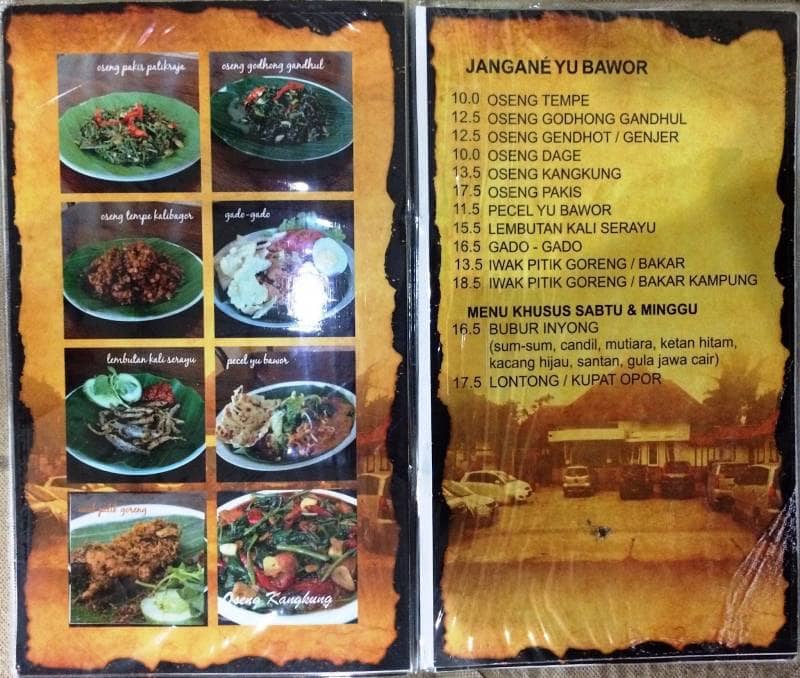 oseng pakis patikraja
oseng godhong gandhul
oseng tempe kalibagor
gado-gado
lembutan kali serayu
pecel yu bawor
goreng
Oseng Kangkung
JANGANÉ YU BAWOR
10.0 OSENG TEMPE
12.5 OSENG GODHONG GANDHUL
12.5 OSENG GENDHOT / GENJER
10.0 OSENG DAGE
13.5 OSENG KANGKUNG
17.5 OSENG PAKIS
11.5 PECEL YU BAWOR
15.5 LEMBUTAN KALI SERAYU
16.5 GADO - GADO
13.5 IWAK PITIK GORENG / BAKAR
18.5 IWAK PITIK GORENG / BAKAR KAMPUNG
MENU KHUSUS SABTU & MINGGU
16.5 BUBUR INYONG
(sum-sum, candil, mutiara, ketan hitam,
kacang hijau, santan, gula jawa cair)
17.5 LONTONG / KUPAT OPOR